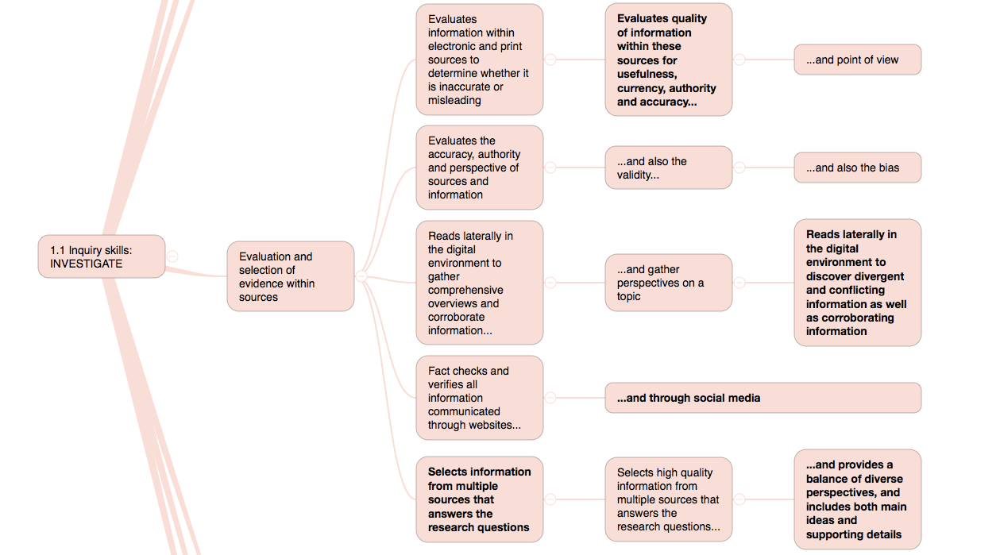 1.1 Inquiry skills:
INVESTIGATE
Evaluation and
selection of
evidence within
sources
Evaluates
information within
electronic and print
sources to
determine whether it
is inaccurate or
misleading
Evaluates quality
of information
within these
sources for
usefulness,
currency, authority
and accuracy...
...and point of view
Evaluates the
accuracy, authority
and perspective of
sources and
information
...and also the
validity...
...and also the bias
Reads laterally in
the digital
environment to
gather
comprehensive
overviews and
corroborate
information...
...and gather
perspectives on a
topic
Reads laterally in
the digital
environment to
discover divergent
and conflicting
information as well
as corroborating
information
Fact checks and
verifies all
information
communicated
through websites...
...and through social media
Selects information
from multiple
sources that
answers the
research questions
Selects high quality
information from
multiple sources that
answers the
research questions...
...and provides a
balance of diverse
perspectives, and
includes both main
ideas and
supporting details